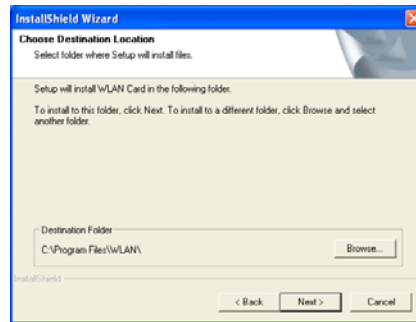 InstallShield Wizard
Choose Destination Location
Select folder where Setup will install files.
Setup will install WLAN Card in the following folder.
To install to this folder, click Next. To install to a different folder, click Browse and select
another folder.
Destination Folder
C:\Program Files\WLAN\
Browse...
InstallShield
< Back
Next >
Cancel